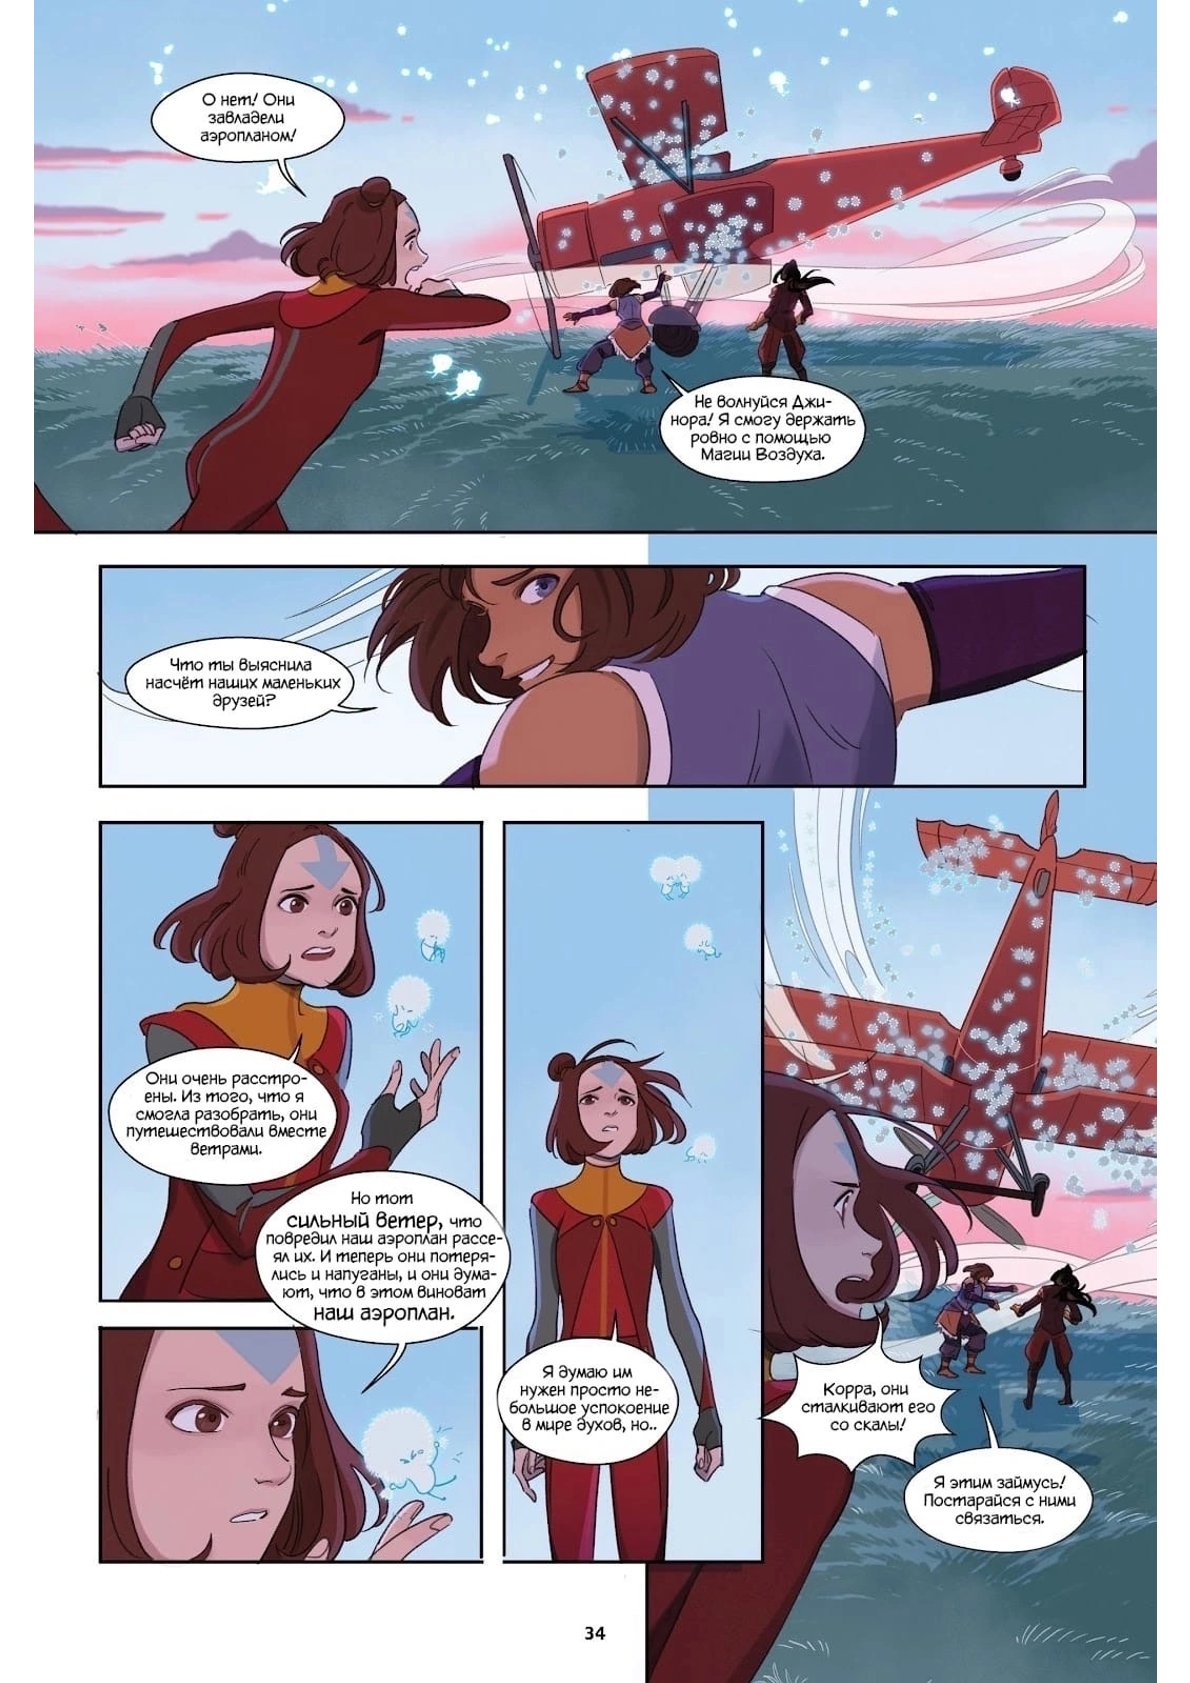 О нет! Они
завладели
аэропланом!
Не волнуйся Джи-
нора! Я смогу держать
ровно с помощью
Магии Воздуха.
Что ты выяснила
насчёт наших маленьких
друзей?
Они очень расстро-
ены. Из того, что я
смогла разобрать, они
путешествовали вместе
ветрами.
Но тот
сильный ветер, что
повредил наш аэроплан рассе-
ял их. И теперь они потеря-
лись и напуганы, и они дума-
ют, что в этом виноват
наш аэроплан.
Я думаю им
нужен просто не-
большое успокоение
в мире духов, но..
Корра, они
сталкивают его
со скалы!
Я этим займусь!
Постарайся с ними
связаться.
34